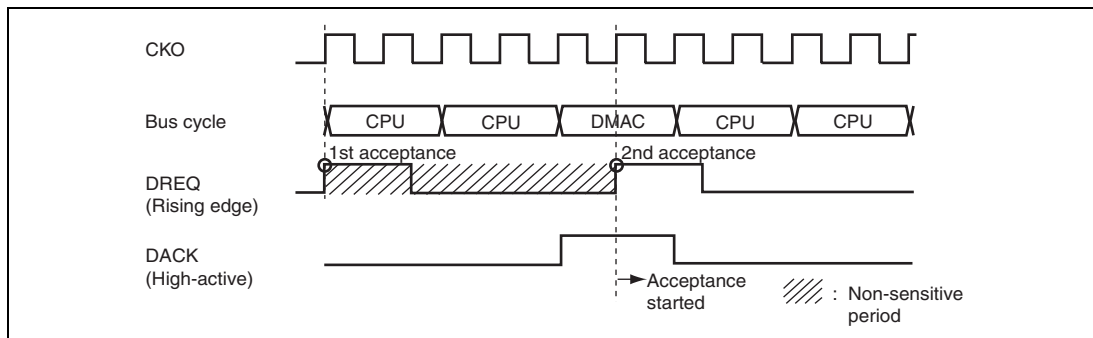 CKO
Bus cycle
CPU
CPU
DMAC
CPU
CPU
1st acceptance
2nd acceptance
DREQ
(Rising edge)
DACK
(High-active)
Acceptance
started
: Non-sensitive
period